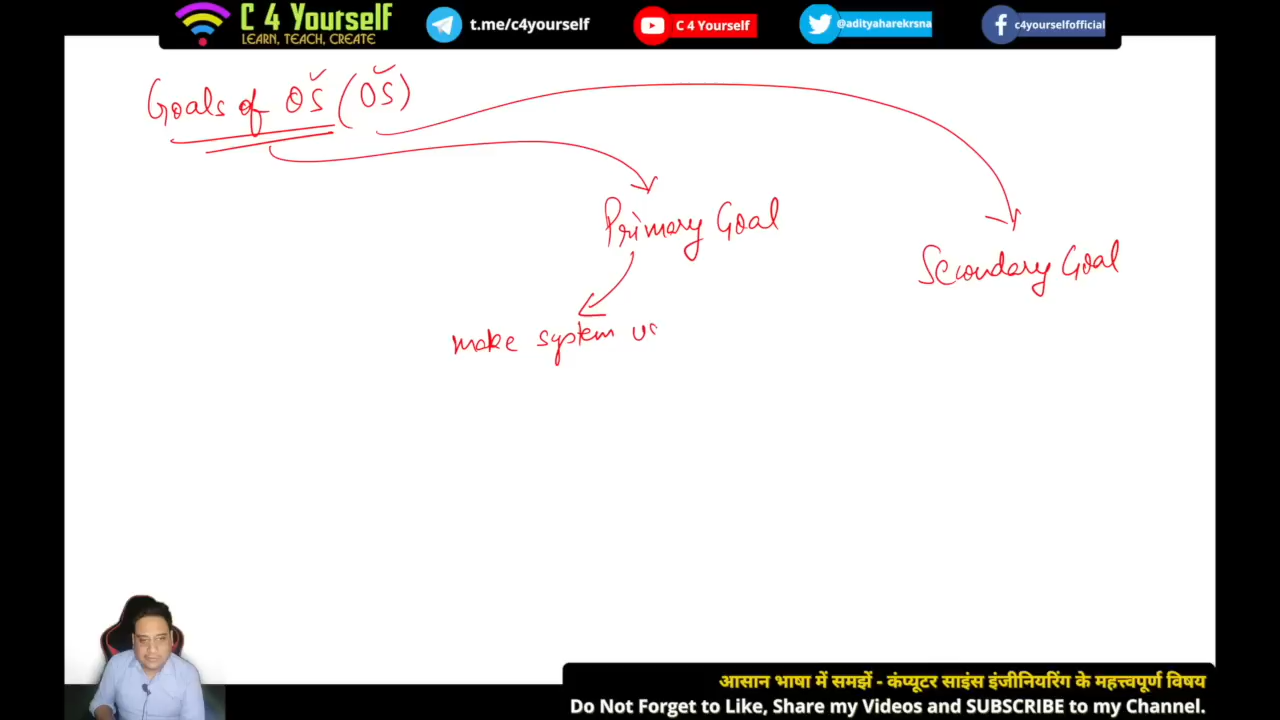 C 4 Yourself
LEARN, TEACH, CREATE
t.me/c4yourself
C 4 Yourself
@adityaharekrsna
c4yourselfofficial
Goals of OS (OS)
Primary Goal
Secondary Goal
make system us
आसान भाषा में समझें - कंप्यूटर साइंस इंजीनियरिंग के महत्त्वपूर्ण विषय
Do Not Forget to Like, Share my Videos and SUBSCRIBE to my Channel.